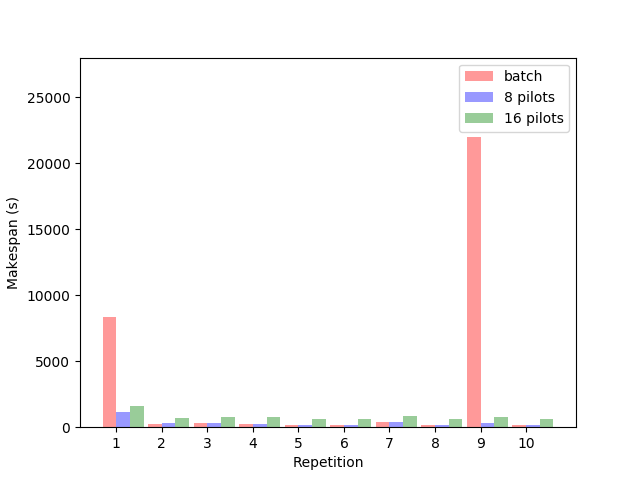 batch
8 pilots
16 pilots
25000
20000
15000
10000
5000
0
Makespan (s)
1 2 3 4 5 6 7 8 9 10
Repetition